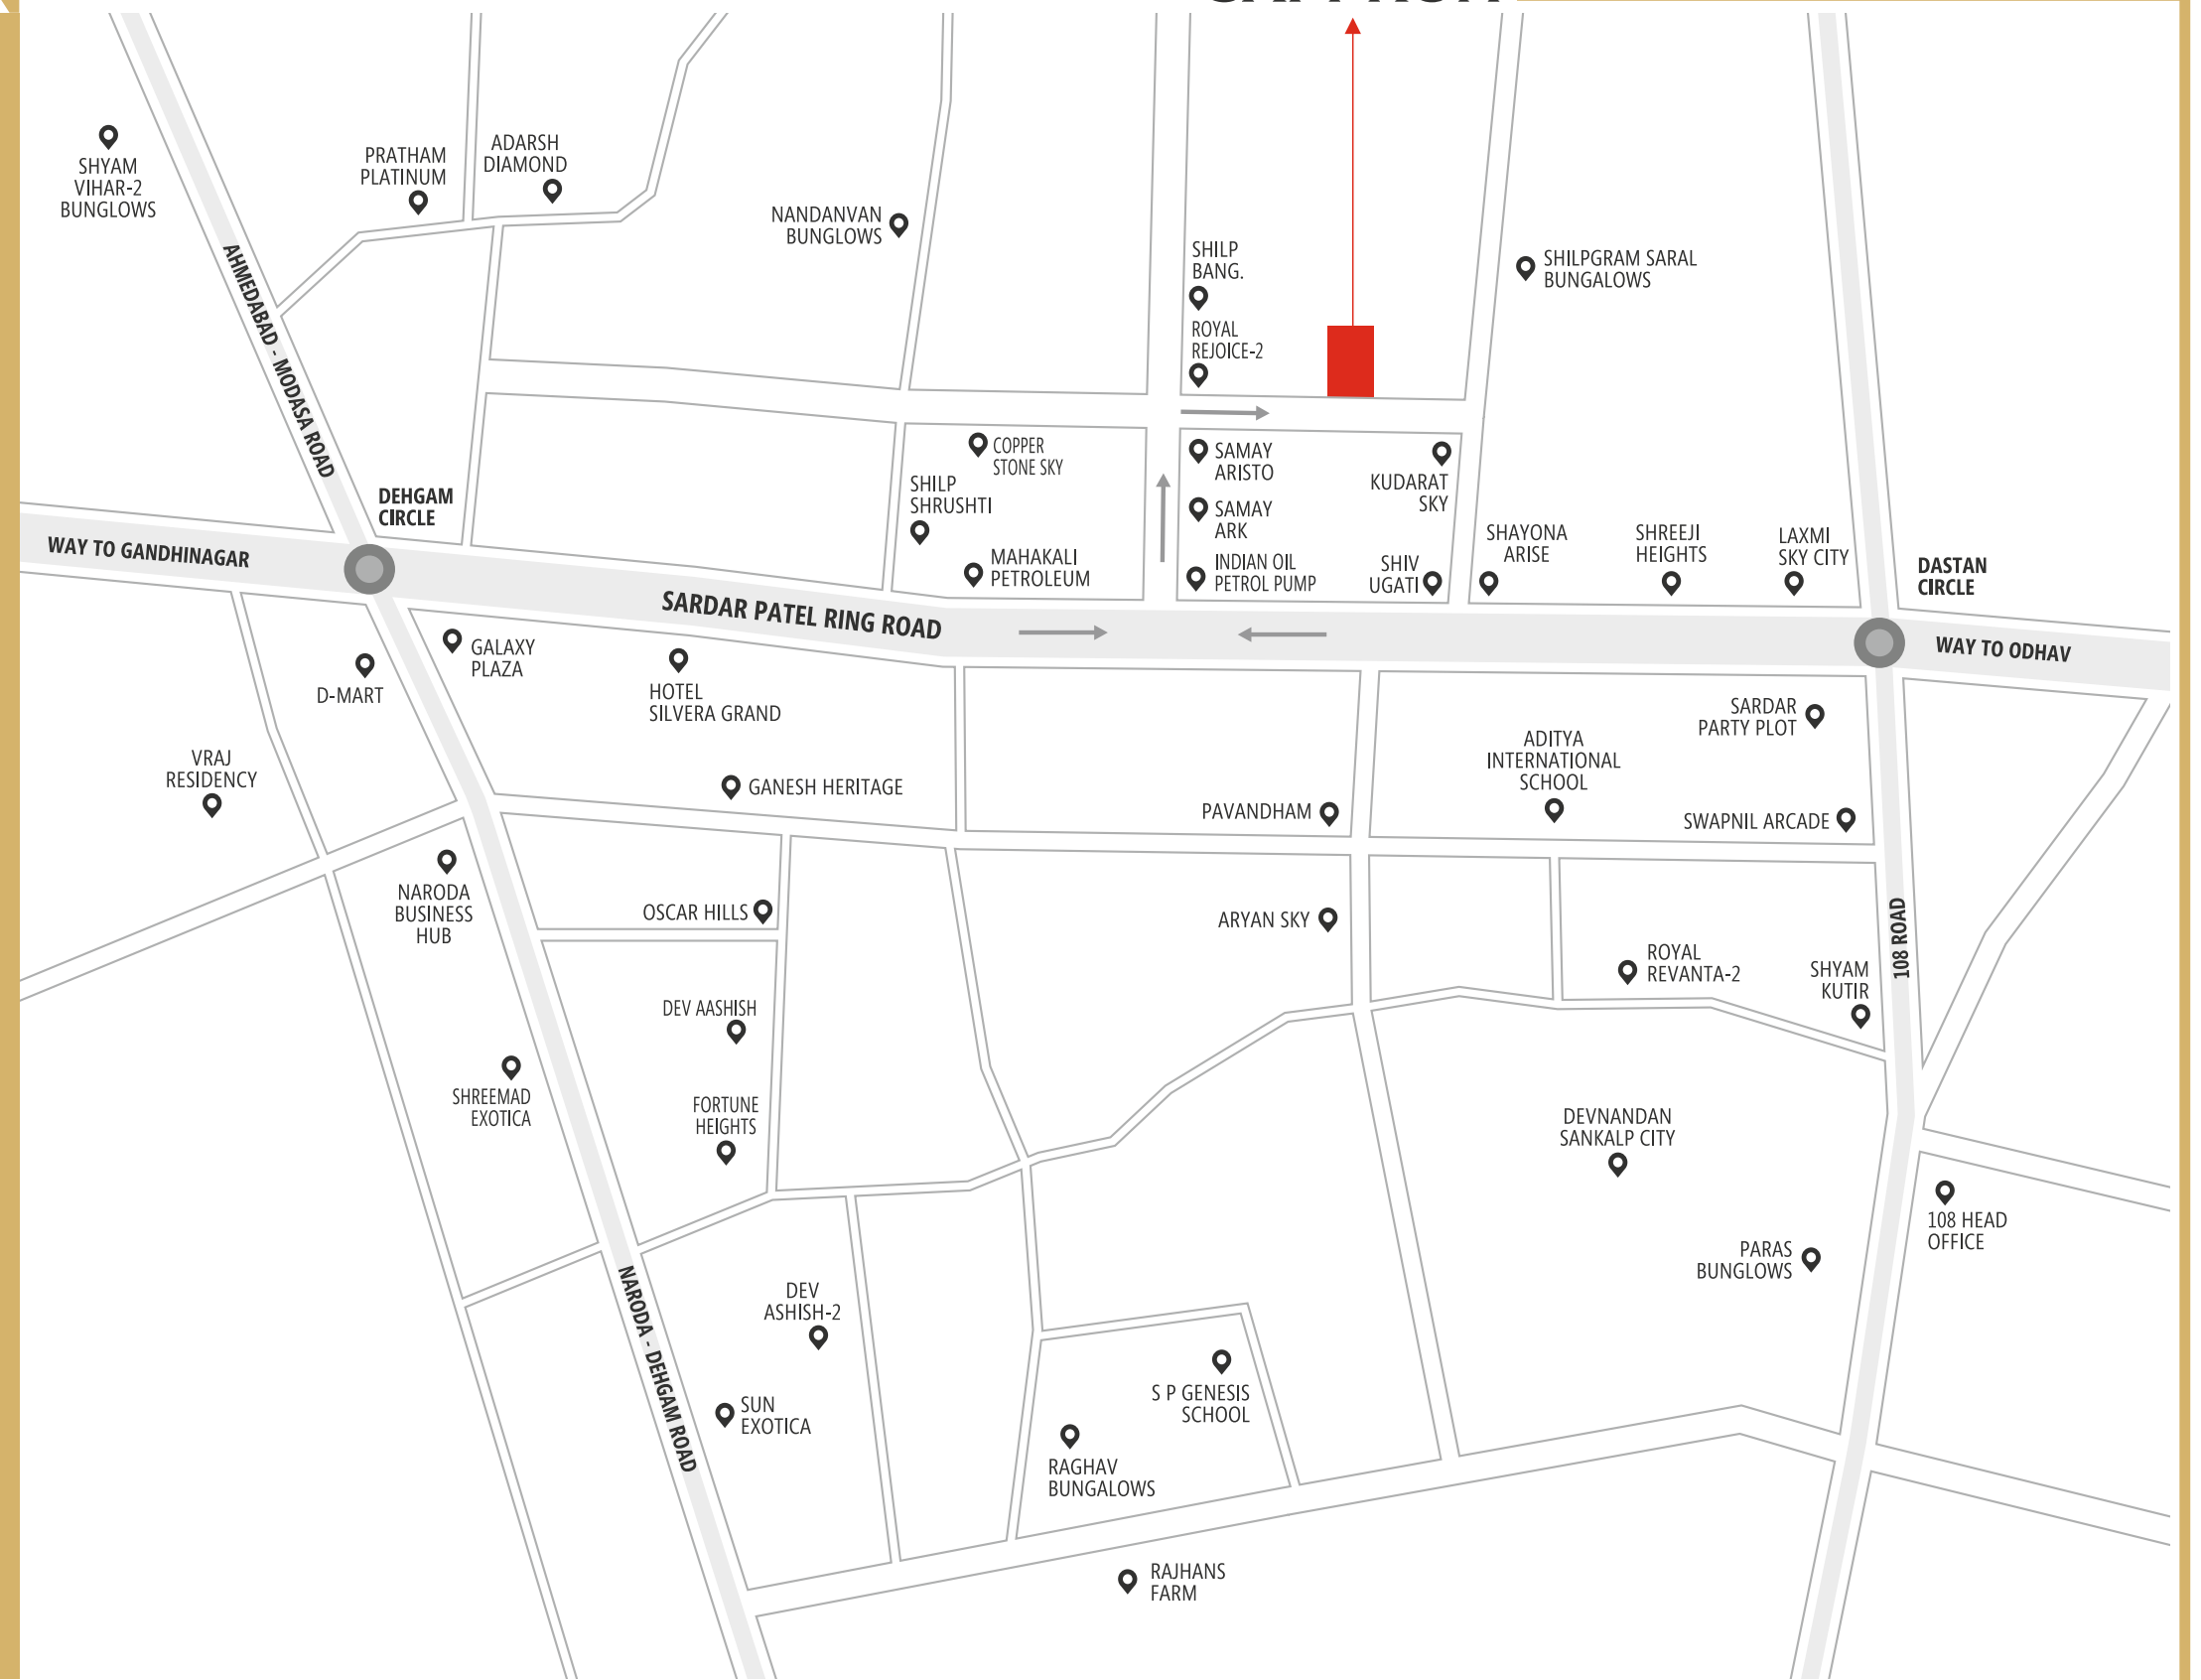 SHYAM
VIHAR-2
BUNGLOWS
PRATHAM
PLATINUM
ADARSH
DIAMOND
NANDANVAN
BUNGLOWS
SHILP
BANG.
ROYAL
REJOICE-2
SHILPGRAM SARAL
BUNGALOWS
AHMEDABAD - MODASA ROAD
DEHGAM
CIRCLE
WAY TO GANDHINAGAR
COPPER
STONE SKY
SHILP
SHRUSHTI
MAHAKALI
PETROLEUM
SAMAY
ARISTO
SAMAY
ARK
INDIAN OIL
PETROL PUMP
KUDARAT
SKY
SHIV
UGATI
SHAYONA
ARISE
SHREEJI
HEIGHTS
LAXMI
SKY CITY
DASTAN
CIRCLE
SARDAR PATEL RING ROAD
WAY TO ODHAV
GALAXY
PLAZA
D-MART
HOTEL
SILVERA GRAND
VRAJ
RESIDENCY
GANESH HERITAGE
PAVANDHAM
ADITYA
INTERNATIONAL
SCHOOL
SARDAR
PARTY PLOT
SWAPNIL ARCADE
NARODA
BUSINESS
HUB
OSCAR HILLS
ARYAN SKY
ROYAL
REVANTA-2
SHYAM
KUTIR
108 ROAD
DEV AASHISH
SHREEMAD
EXOTICA
FORTUNE
HEIGHTS
DEVNANDAN
SANKALP CITY
108 HEAD
OFFICE
PARAS
BUNGLOWS
NARODA - DEHGAM ROAD
DEV
ASHISH-2
SUN
EXOTICA
S P GENESIS
SCHOOL
RAGHAV
BUNGALOWS
RAJHANS
FARM